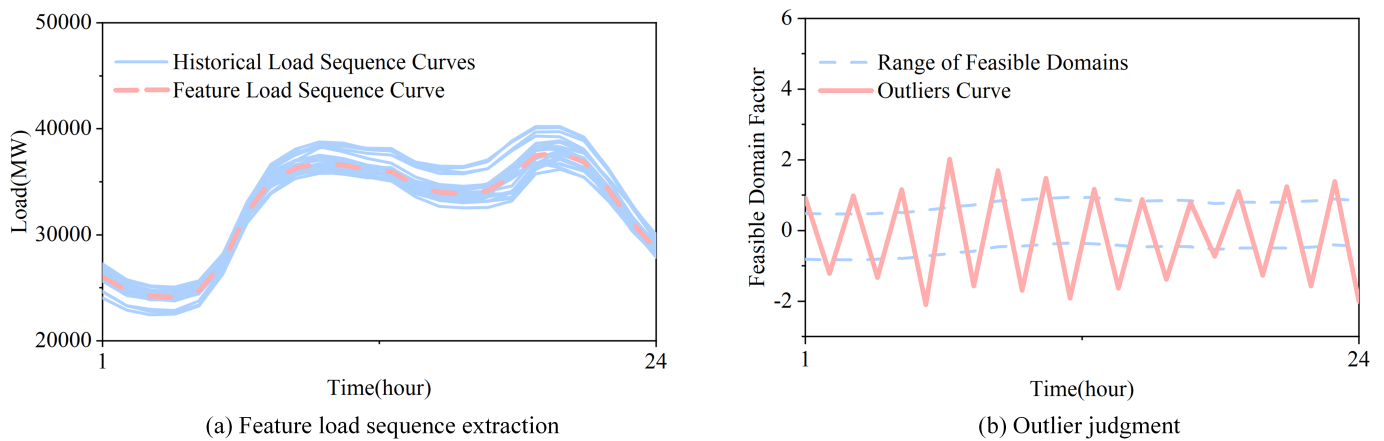 50000
40000
30000
20000
Load(MW)
Historical Load Sequence Curves
Feature Load Sequence Curve
1
24
Time(hour)
(a) Feature load sequence extraction
6
4
2
0
-2
Feasible Domain Factor
Range of Feasible Domains
Outliers Curve
1
24
Time(hour)
(b) Outlier judgment